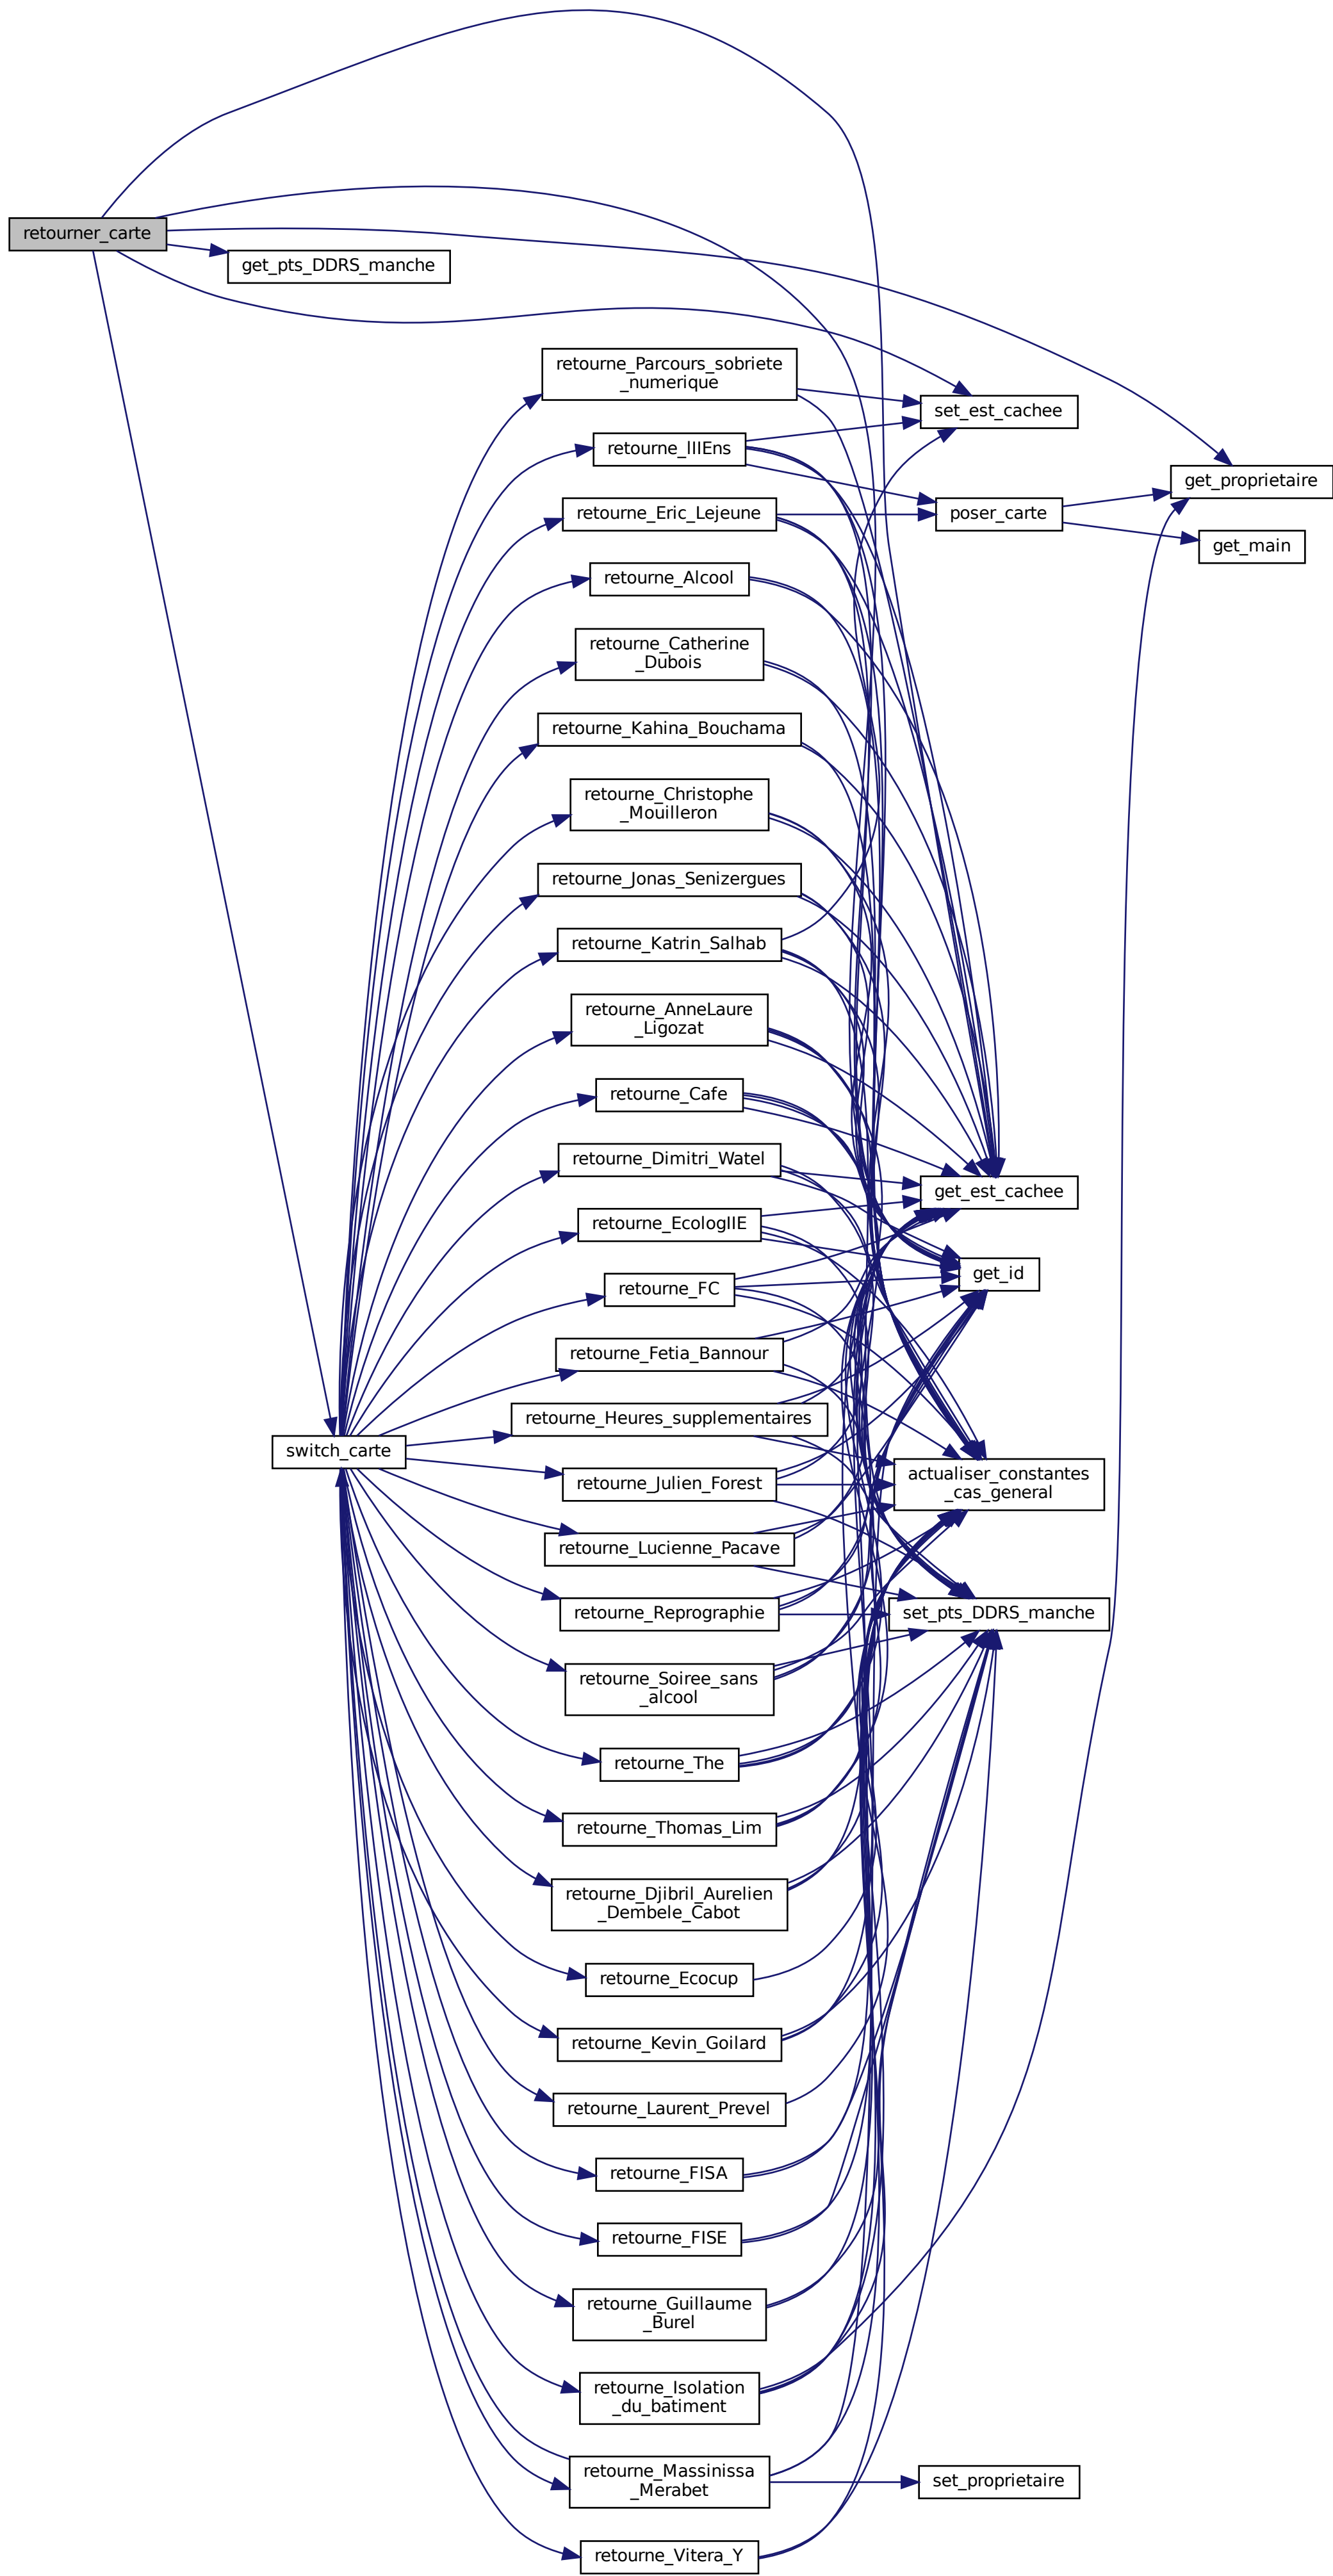 retourner_carte
get_pts_DDRS_manche
retourne_Parcours_sobriete
_numerique
set_est_cachee
retourne_IIIEns
get_proprietaire
retourne_Eric_Lejeune
poser_carte
get_main
retourne_Alcool
retourne_Catherine
_Dubois
retourne_Kahina_Bouchama
retourne_Christophe
_Mouilleron
retourne_Jonas_Senizergues
retourne_Katrin_Salhab
retourne_AnneLaure
_Ligozat
retourne_Cafe
retourne_Dimitri_Watel
get_est_cachee
retourne_EcologIIE
get_id
retourne_FC
retourne_Fetia_Bannour
retourne_Heures_supplementaires
switch_carte
retourne_Julien_Forest
actualiser_constantes
_cas_general
retourne_Lucienne_Pacave
retourne_Reprographie
set_pts_DDRS_manche
retourne_Soiree_sans
_alcool
retourne_The
retourne_Thomas_Lim
retourne_Djibril_Aurelien
_Dembele_Cabot
retourne_Ecocup
retourne_Kevin_Goilard
retourne_Laurent_Prevel
retourne_FISA
retourne_FISE
retourne_Guillaume
_Burel
retourne_Isolation
_du_batiment
retourne_Massinissa
_Merabet
set_proprietaire
retourne_Vitera_Y